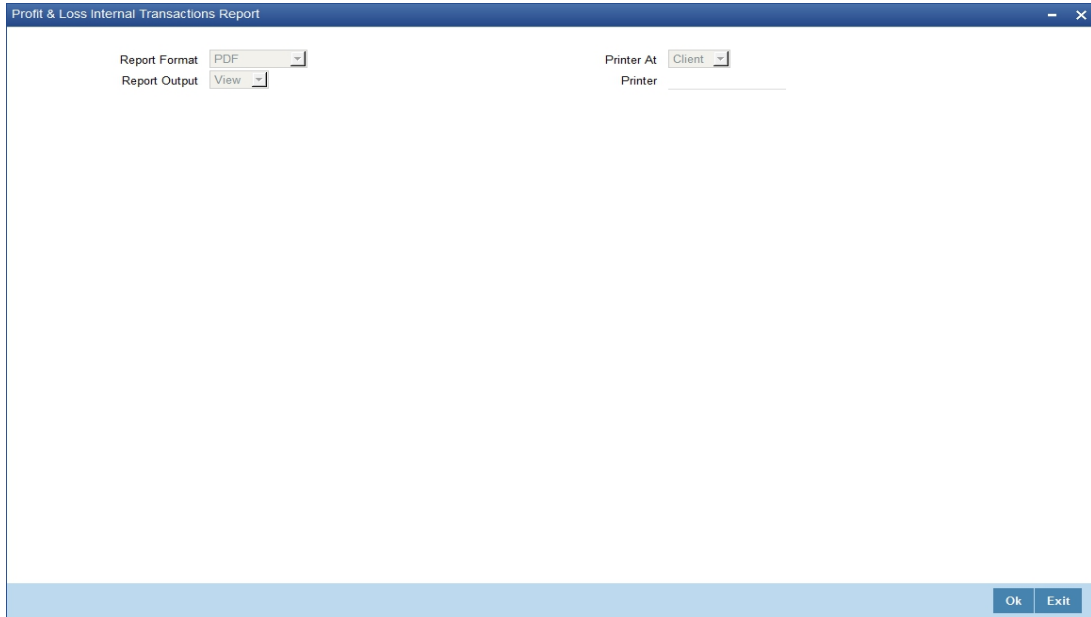 Profit & Loss Internal Transactions Report
Report Format PDF
Printer At Client
Report Output View
Printer
Ok Exit